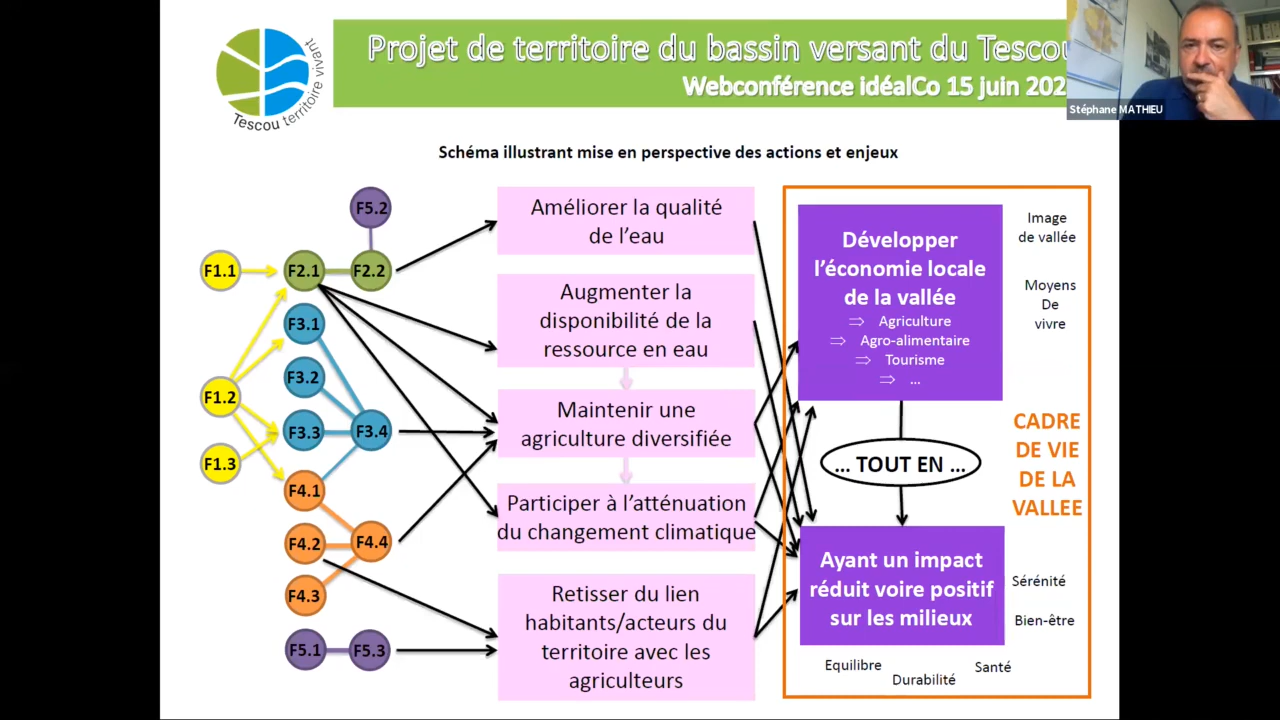 Projet de territoire du bassin versant du Tescou
Webconférence idéalCo 15 juin 202
Stéphane MATHIEU
Tescou territoire vivant
Schéma illustrant mise en perspective des actions et enjeux
F5.2
F1.1
F2.1
F2.2
F3.1
F3.2
F1.2
F3.3
F3.4
F1.3
F4.1
F4.2
F4.4
F4.3
F5.1
F5.3
Améliorer la qualité
de l'eau
Augmenter la
disponibilité de la
ressource en eau
Maintenir une
agriculture diversifiée
Participer à l'atténuation
du changement climatique
Retisser du lien
habitants/acteurs du
territoire avec les
agriculteurs
Développer
l'économie locale
de la vallée
⇒ Agriculture
⇒ Agro-alimentaire
⇒ Tourisme
⇒ ...
... TOUT EN ...
Ayant un impact
réduit voire positif
sur les milieux
Image
de vallée
Moyens
De
vivre
CADRE
DE VIE
DE LA
VALLEE
Sérénité
Bien-être
Equilibre
Durabilité
Santé